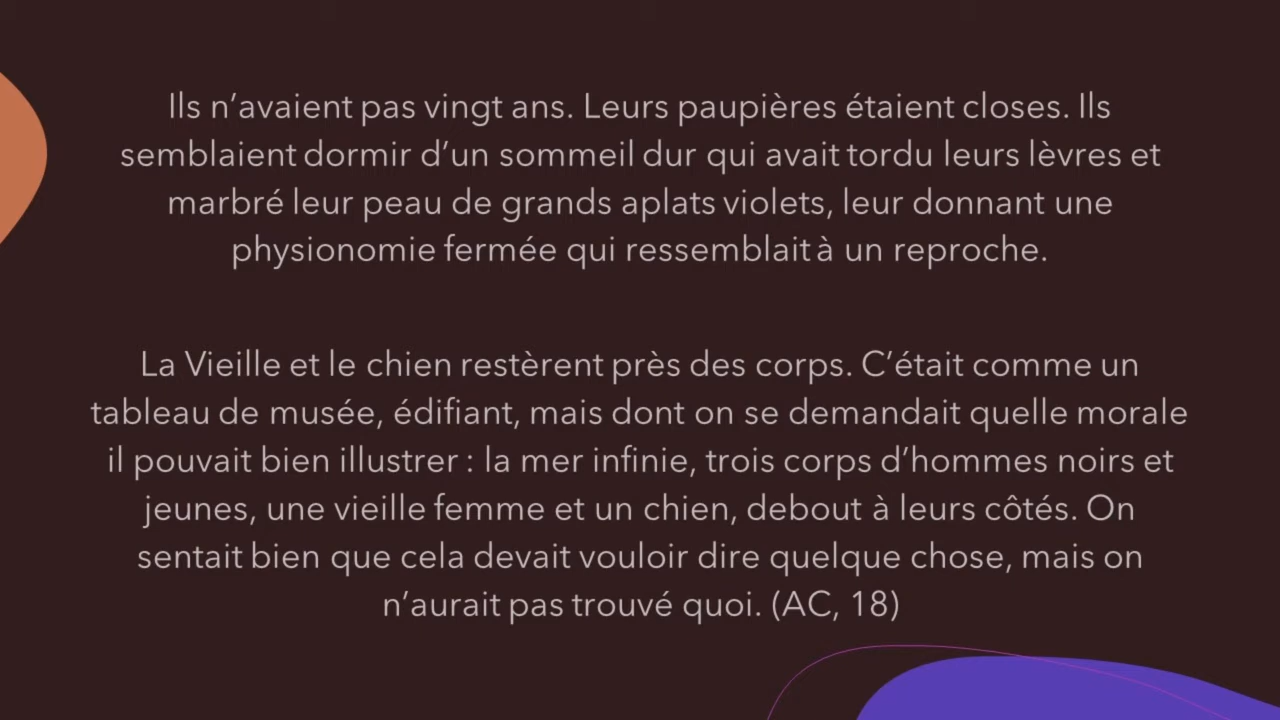 Ils n’avaient pas vingt ans. Leurs paupières étaient closes. Ils
semblaient dormir d’un sommeil dur qui avait tordu leurs lèvres et
marbré leur peau de grands aplats violets, leur donnant une
physionomie fermée qui ressemblait à un reproche.
La Vieille et le chien restèrent près des corps. C’était comme un
tableau de musée, édifiant, mais dont on se demandait quelle morale
il pouvait bien illustrer : la mer infinie, trois corps d’hommes noirs et
jeunes, une vieille femme et un chien, debout à leurs côtés. On
sentait bien que cela devait vouloir dire quelque chose, mais on
n’aurait pas trouvé quoi. (AC, 18)